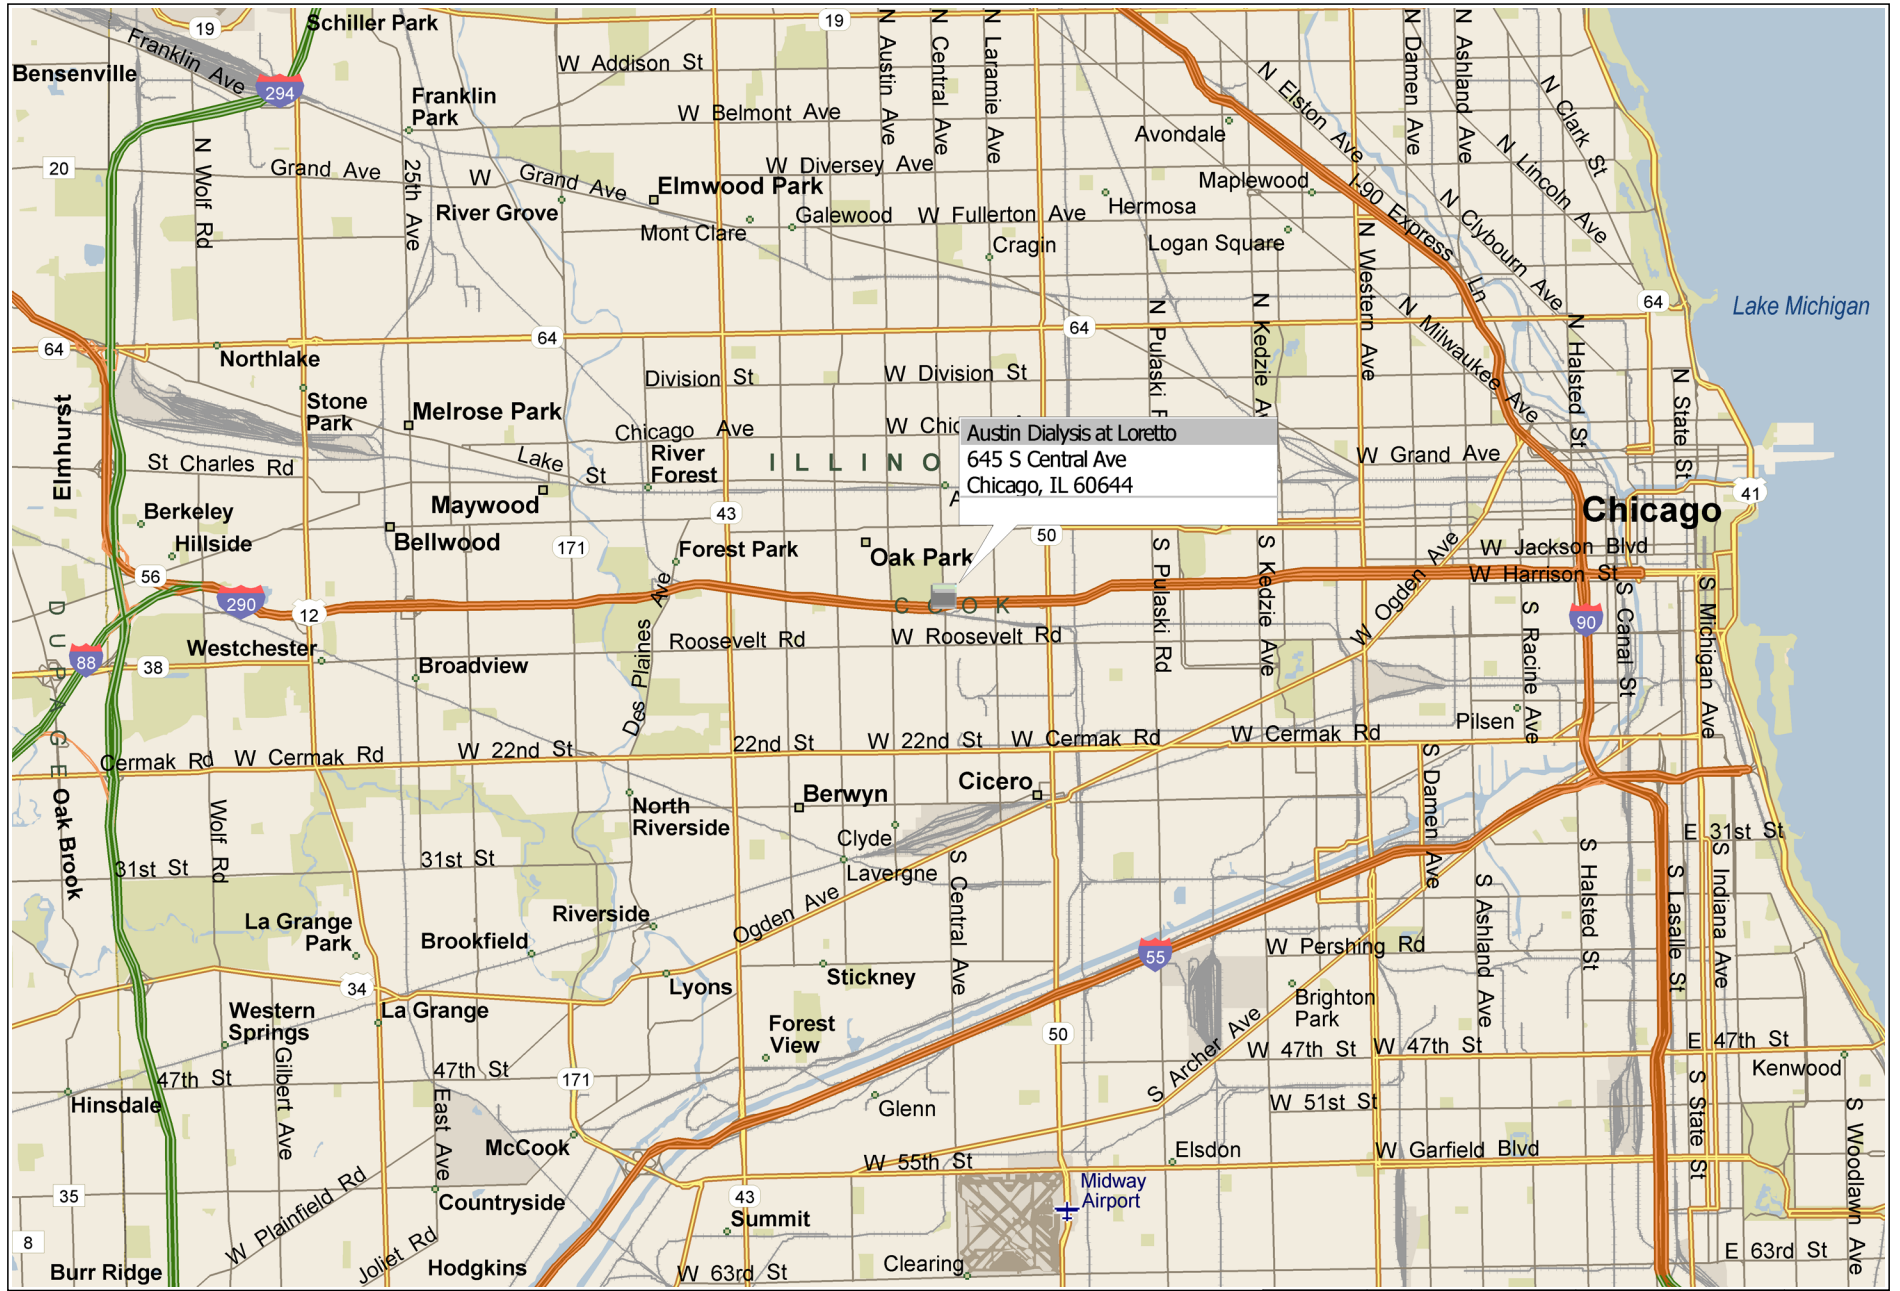 19
Schiller Park
19
Franklin Ave
Bensenville
294
Franklin
Park
W Addison St
W Belmont Ave
N Austin Ave
N Central Ave
N Laramie Ave
N Elston Ave
N Damen Ave
N Ashland Ave
N Clark St
Avondale
20
N Wolf Rd
Grand Ave
25th Ave
W Grand Ave
W Diversey Ave
Elmwood Park
River Grove
Mont Clare
Galewood
W Fullerton Ave
Cragin
Hermosa
Maplewood
Logan Square
I-90 Express Ln
N Lincoln Ave
N Clybourn Ave
N Western Ave
N Milwaukee Ave
64
Lake Michigan
64
Northlake
64
64
N Pulaski R
N Kedzie Av
N Halsted St
N State St
Elmhurst
Stone
Park
Melrose Park
Division St
W Division St
Chicago Ave
W Chic
River
Forest
Lake St
St Charles Rd
ILLINO
Austin Dialysis at Loretto
645 S Central Ave
Chicago, IL 60644
A
W Grand Ave
41
Chicago
Maywood
Berkeley
Hillside
Bellwood
43
171
Forest Park
Oak Park
50
S Pulaski Rd
S Kedzie Ave
W Ogden Ave
W Jackson Blvd
W Harrison St
56
290
12
COOK
90
S Canal St
S Michigan Ave
S Racine Ave
DUPAGE
88
38
Westchester
Broadview
Des Plaines Ave
Roosevelt Rd
W Roosevelt Rd
Pilsen
Cermak Rd
W Cermak Rd
W 22nd St
22nd St
W 22nd St
W Cermak Rd
W Cermak Rd
S Damen Ave
Oak Brook
Wolf Rd
North
Riverside
Berwyn
Cicero
Clyde
Lavergne
31st St
31st St
S Central Ave
S Halsted St
E 31st St
S Indiana Ave
S Lasalle St
S Ashland Ave
La Grange
Park
Brookfield
Riverside
Ogden Ave
55
W Pershing Rd
34
Lyons
Stickney
Brighton
Park
Western
Springs
La Grange
Forest
View
50
S Archer Ave
W 47th St
W 47th St
E 47th St
Kenwood
47th St
Gilbert Ave
47th St
171
Hinsdale
East Ave
Glenn
W 51st St
S State St
S Woodlawn Ave
McCook
W 55th St
Elsdon
W Garfield Blvd
35
W Plainfield Rd
Countryside
43
Summit
Midway
Airport
8
Burr Ridge
Joliet Rd
Hodgkins
W 63rd St
Clearing
E 63rd St